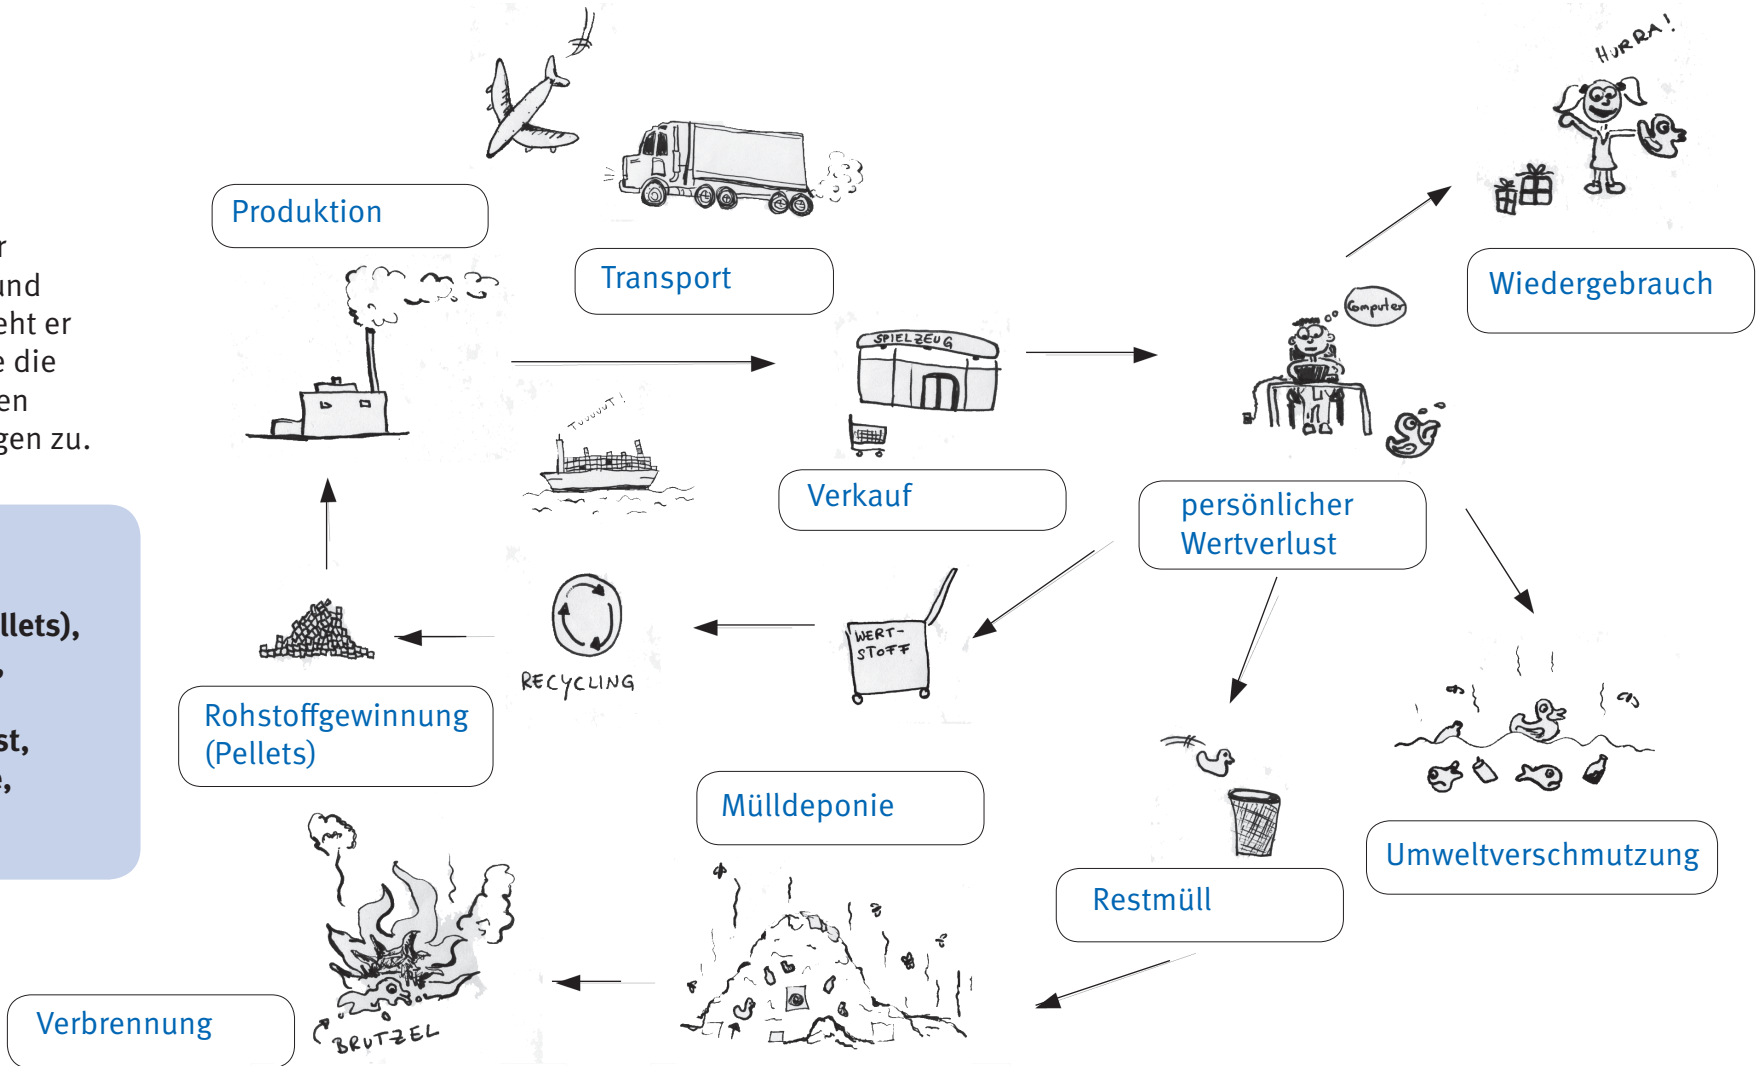 HURRA!
Produktion
r
und
eht er
e die
en
gen zu.
Transport
Wiedergebrauch
Computer
SPIELZEUG
TUUUUUT!
Verkauf
persönlicher
Wertverlust
llets),
,
st,
e,
WERT-
STOFF
RECYCLING
Rohstoffgewinnung
(Pellets)
Mülldeponie
Umweltverschmutzung
Restmüll
Verbrennung
BRUTZEL